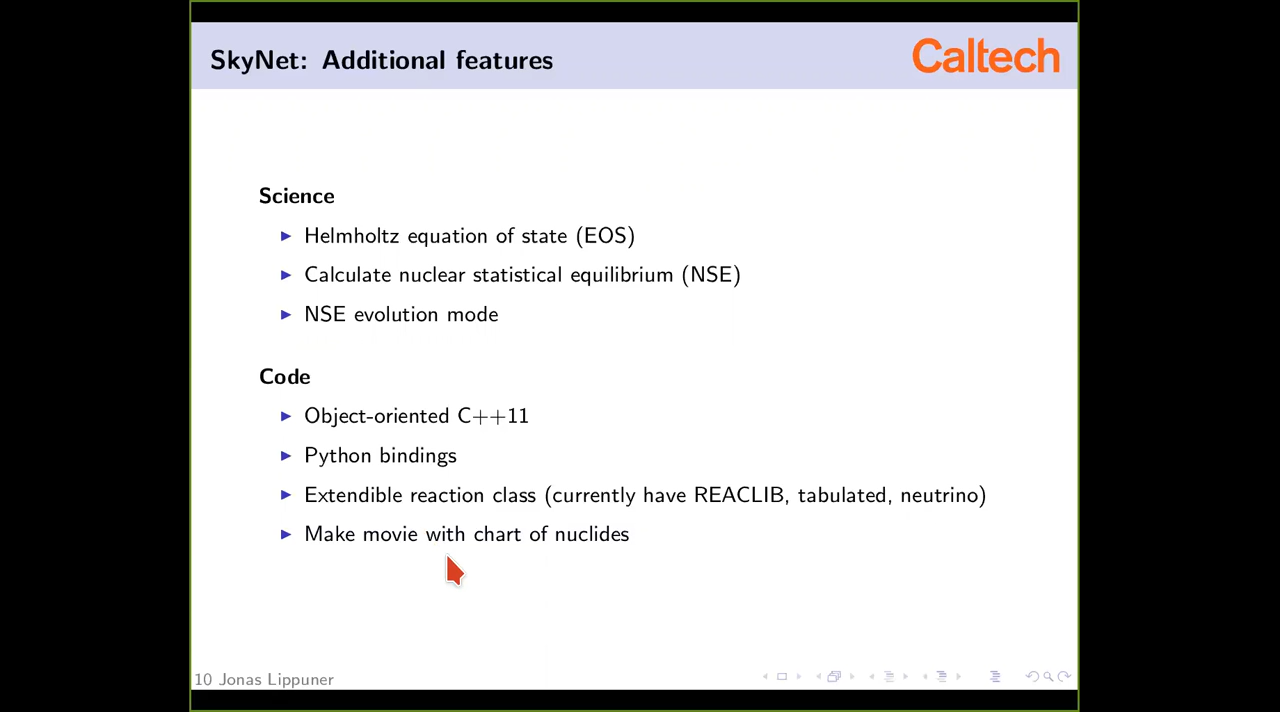 SkyNet: Additional features
Caltech
Science
Helmholtz equation of state (EOS)
Calculate nuclear statistical equilibrium (NSE)
NSE evolution mode
Code
Object-oriented C++11
Python bindings
Extendible reaction class (currently have REACLIB, tabulated, neutrino)
Make movie with chart of nuclides
10 Jonas Lippuner